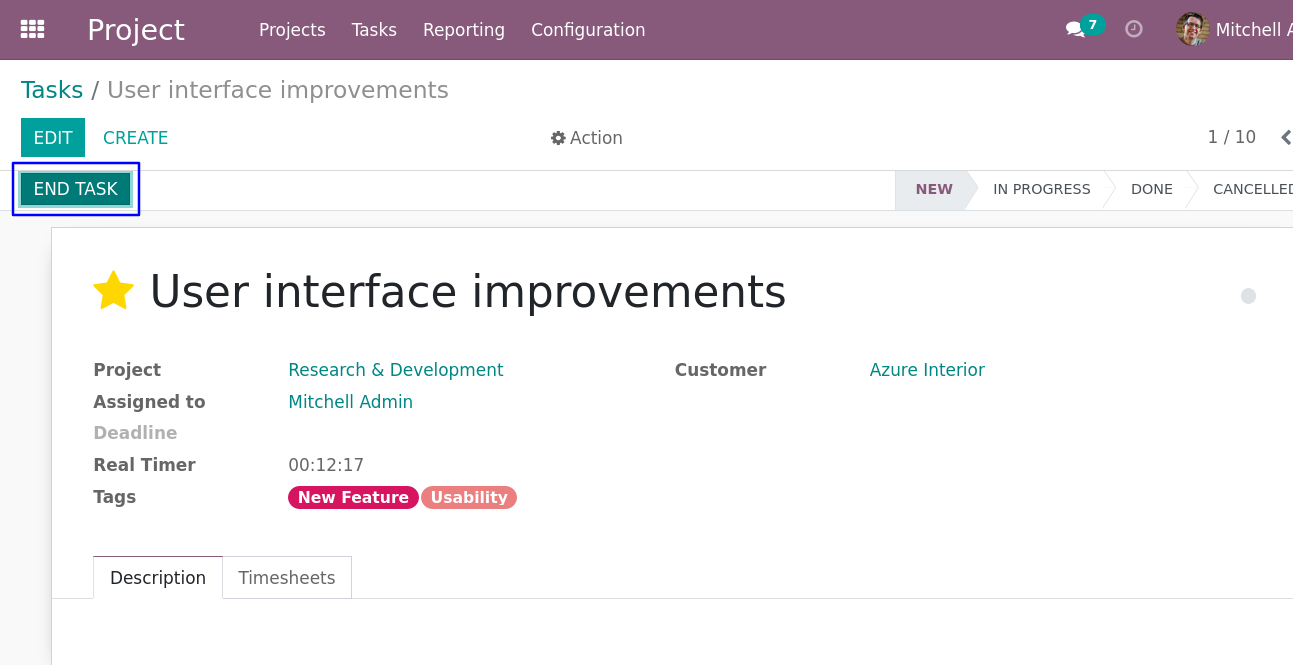 Project Projects Tasks Reporting Configuration 7 Mitchell A
Tasks / User interface improvements
EDIT CREATE Action 1 / 10
END TASK NEW IN PROGRESS DONE CANCELLED
User interface improvements
Project Research & Development Customer Azure Interior
Assigned to Mitchell Admin
Deadline
Real Timer 00:12:17
Tags New Feature Usability
Description Timesheets